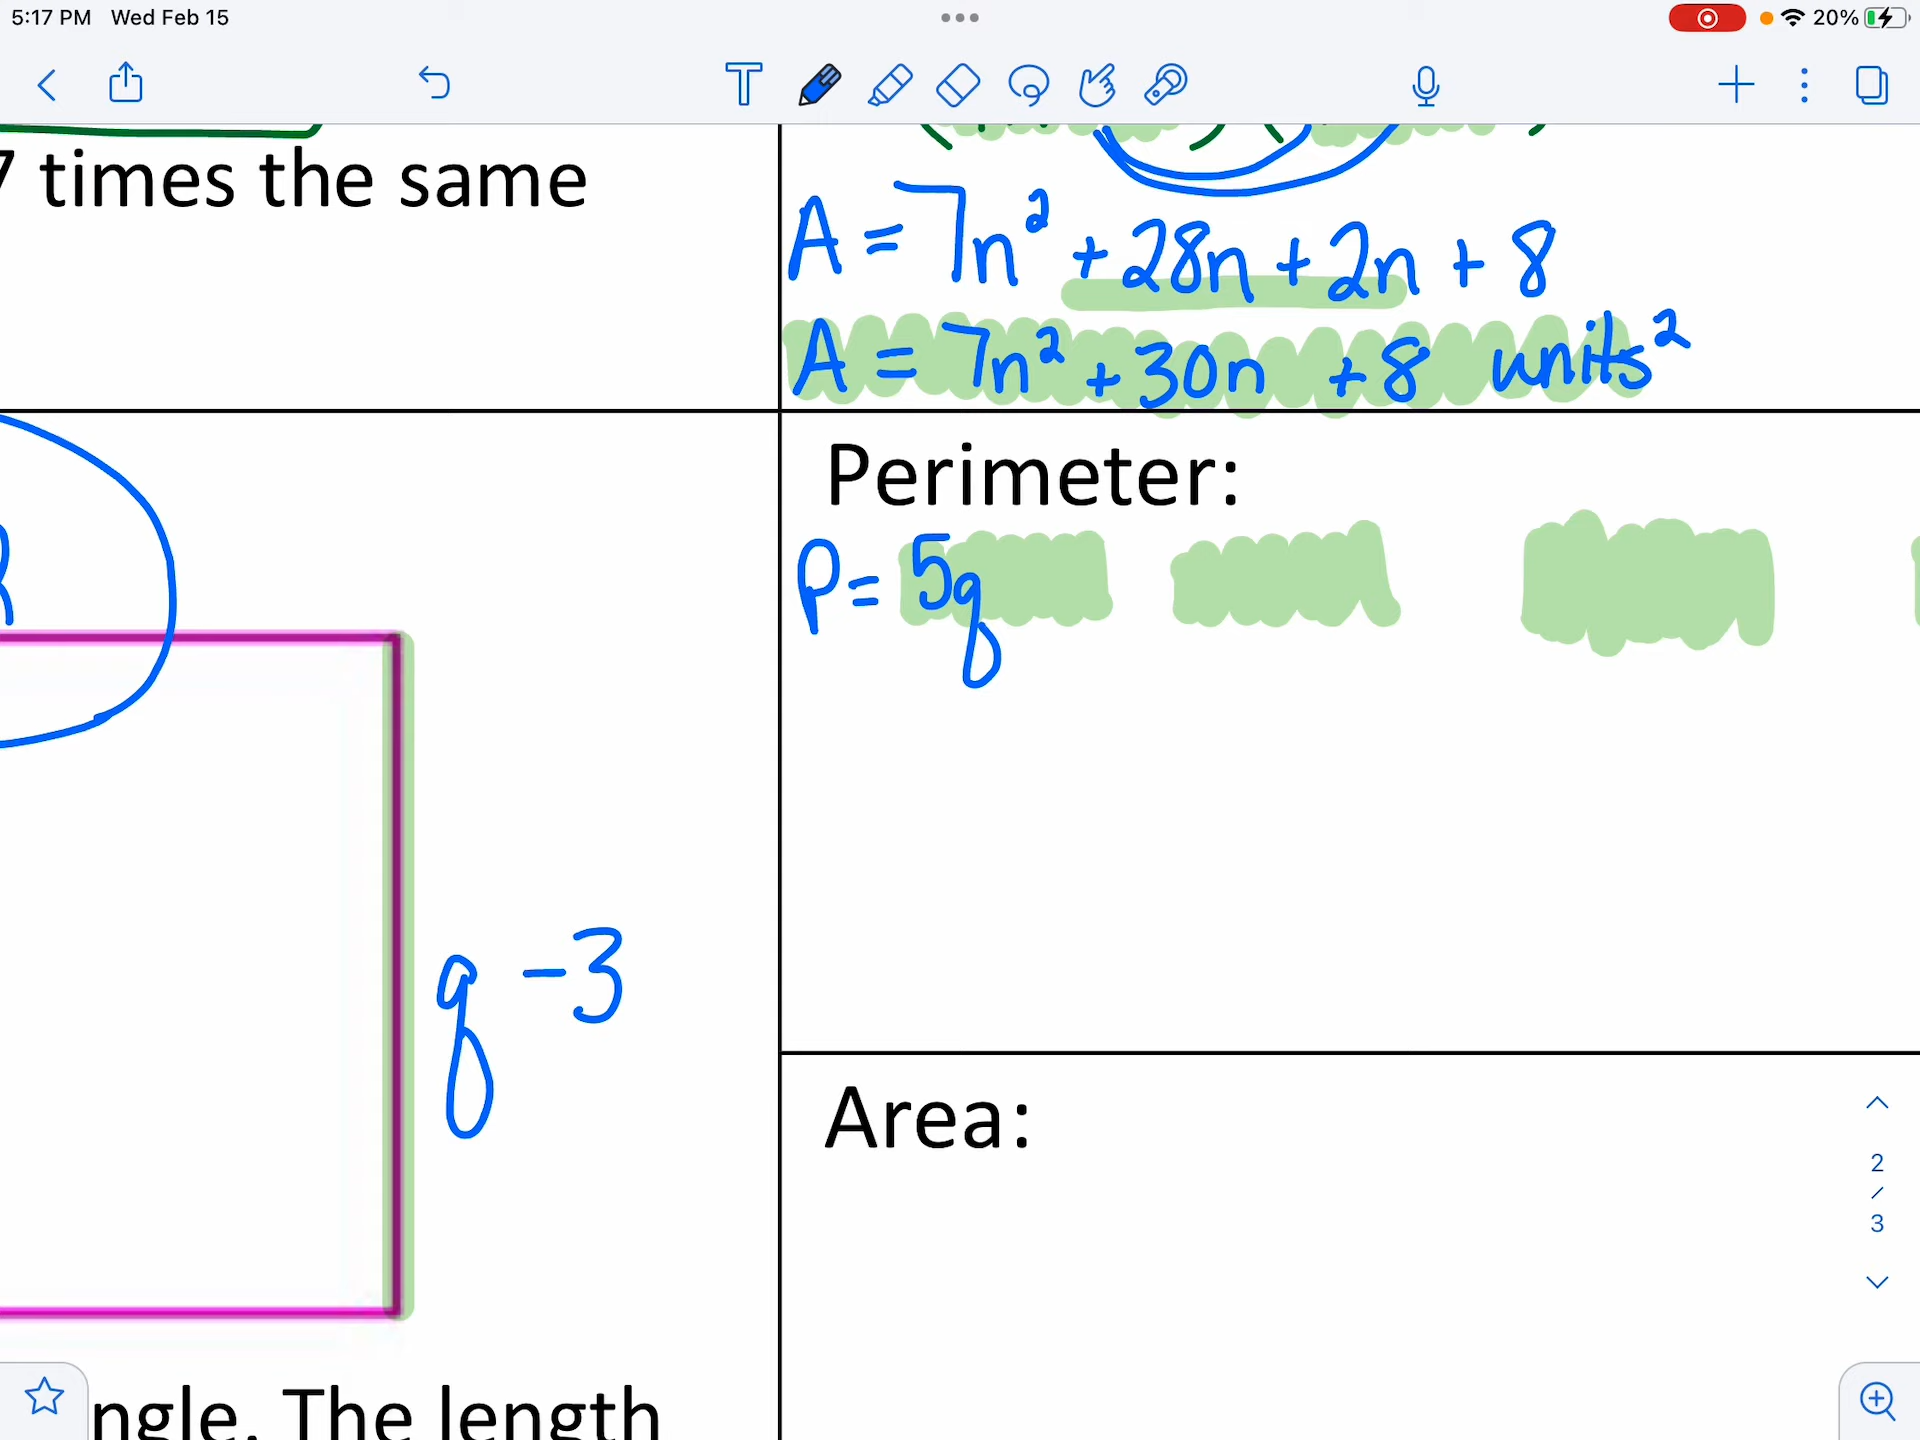 5:17 PM Wed Feb 15
20%
T
7 times the same
A = 7n² + 28n + 2n + 8
A = 7n² + 30n + 8 units²
Perimeter:
P = 5g
g - 3
Area:
2
/
3
ngle. The length